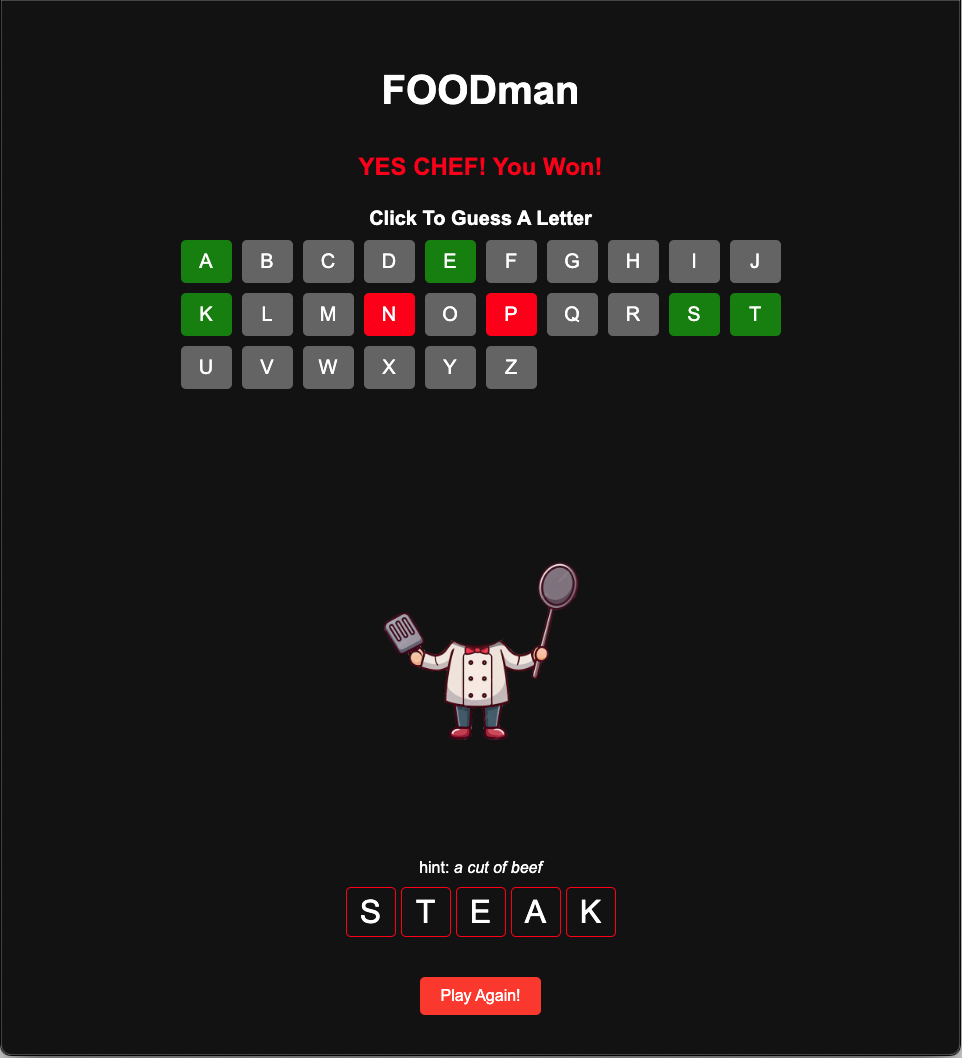 FOODman
YES CHEF! You Won!
Click To Guess A Letter
A B C D E F G H I J
K L M N O P Q R S T
U V W X Y Z
hint: a cut of beef
S T E A K
Play Again!